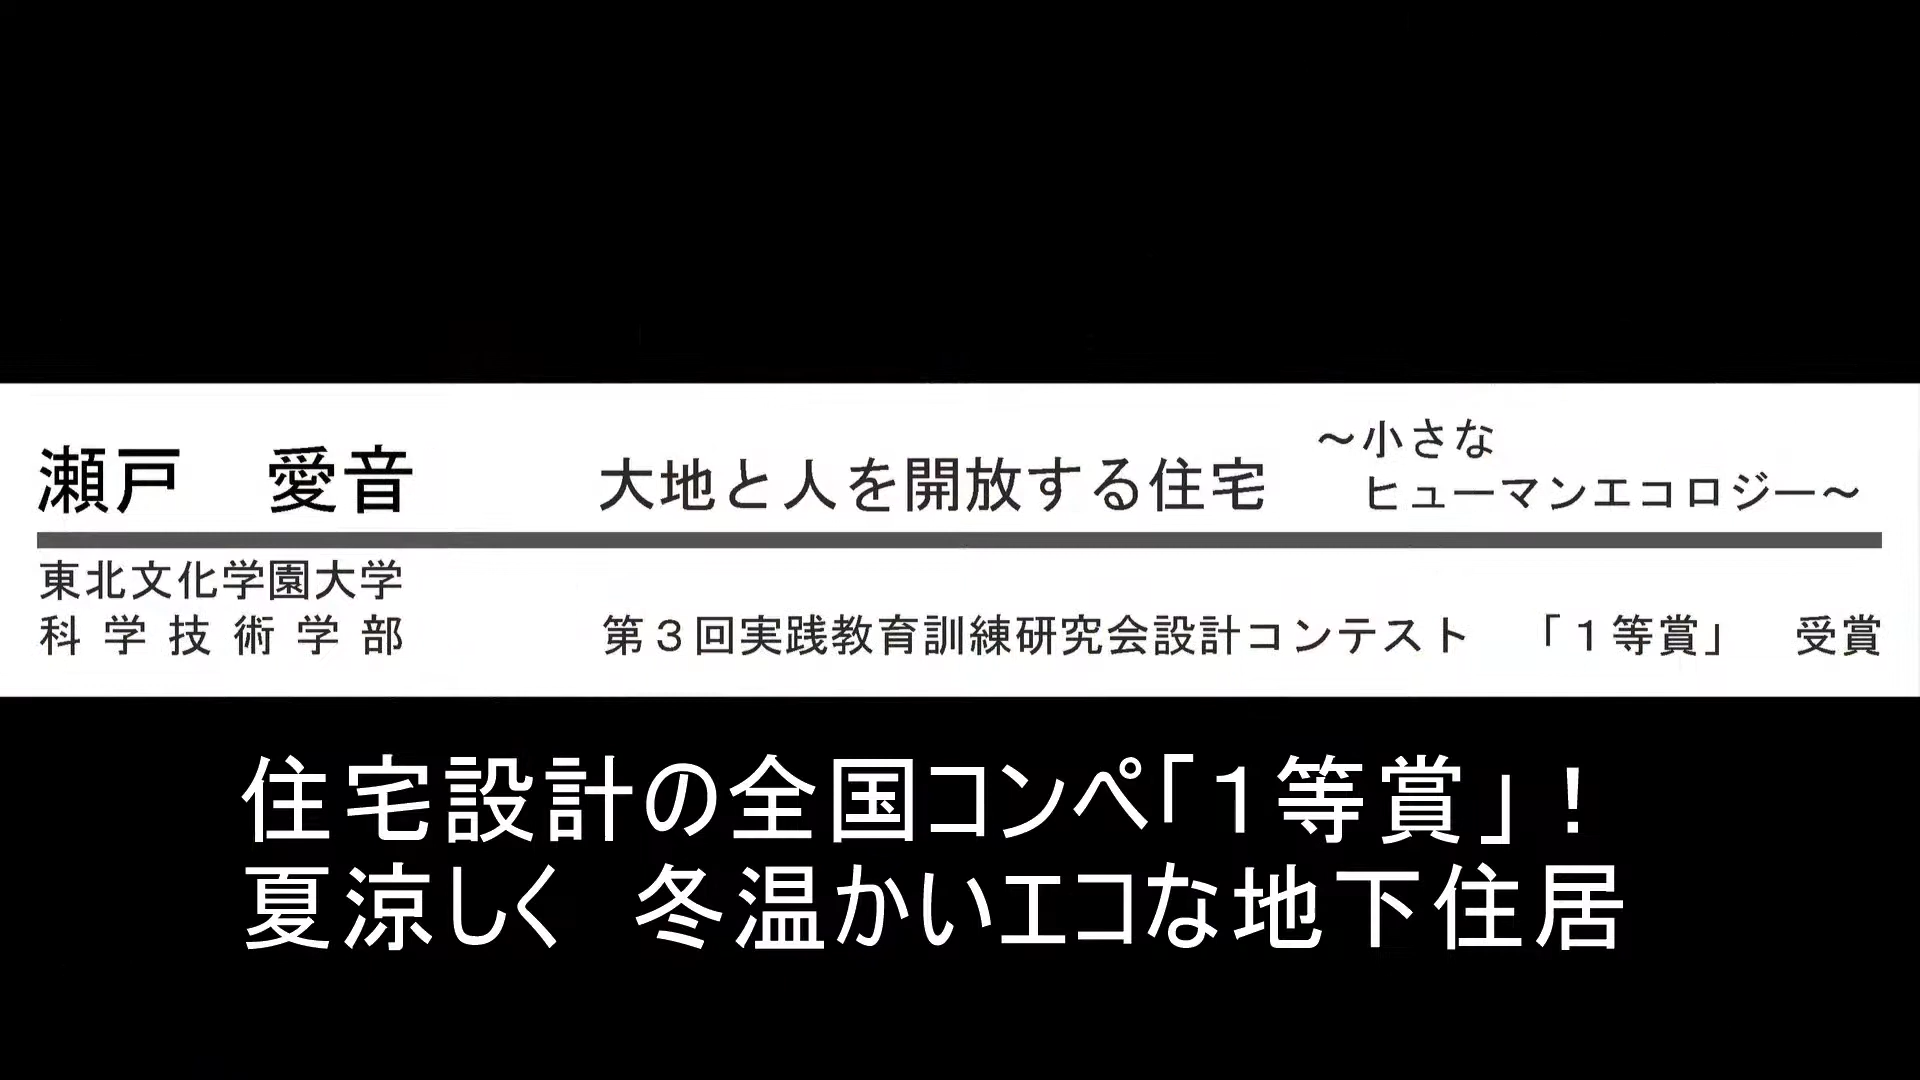 瀬戸　愛音
大地と人を開放する住宅
～小さな
ヒューマンエコロジー～
東北文化学園大学
科学技術学部
第３回実践教育訓練研究会設計コンテスト　「１等賞」　受賞
住宅設計の全国コンペ「１等賞」！
夏涼しく　冬温かいエコな地下住居